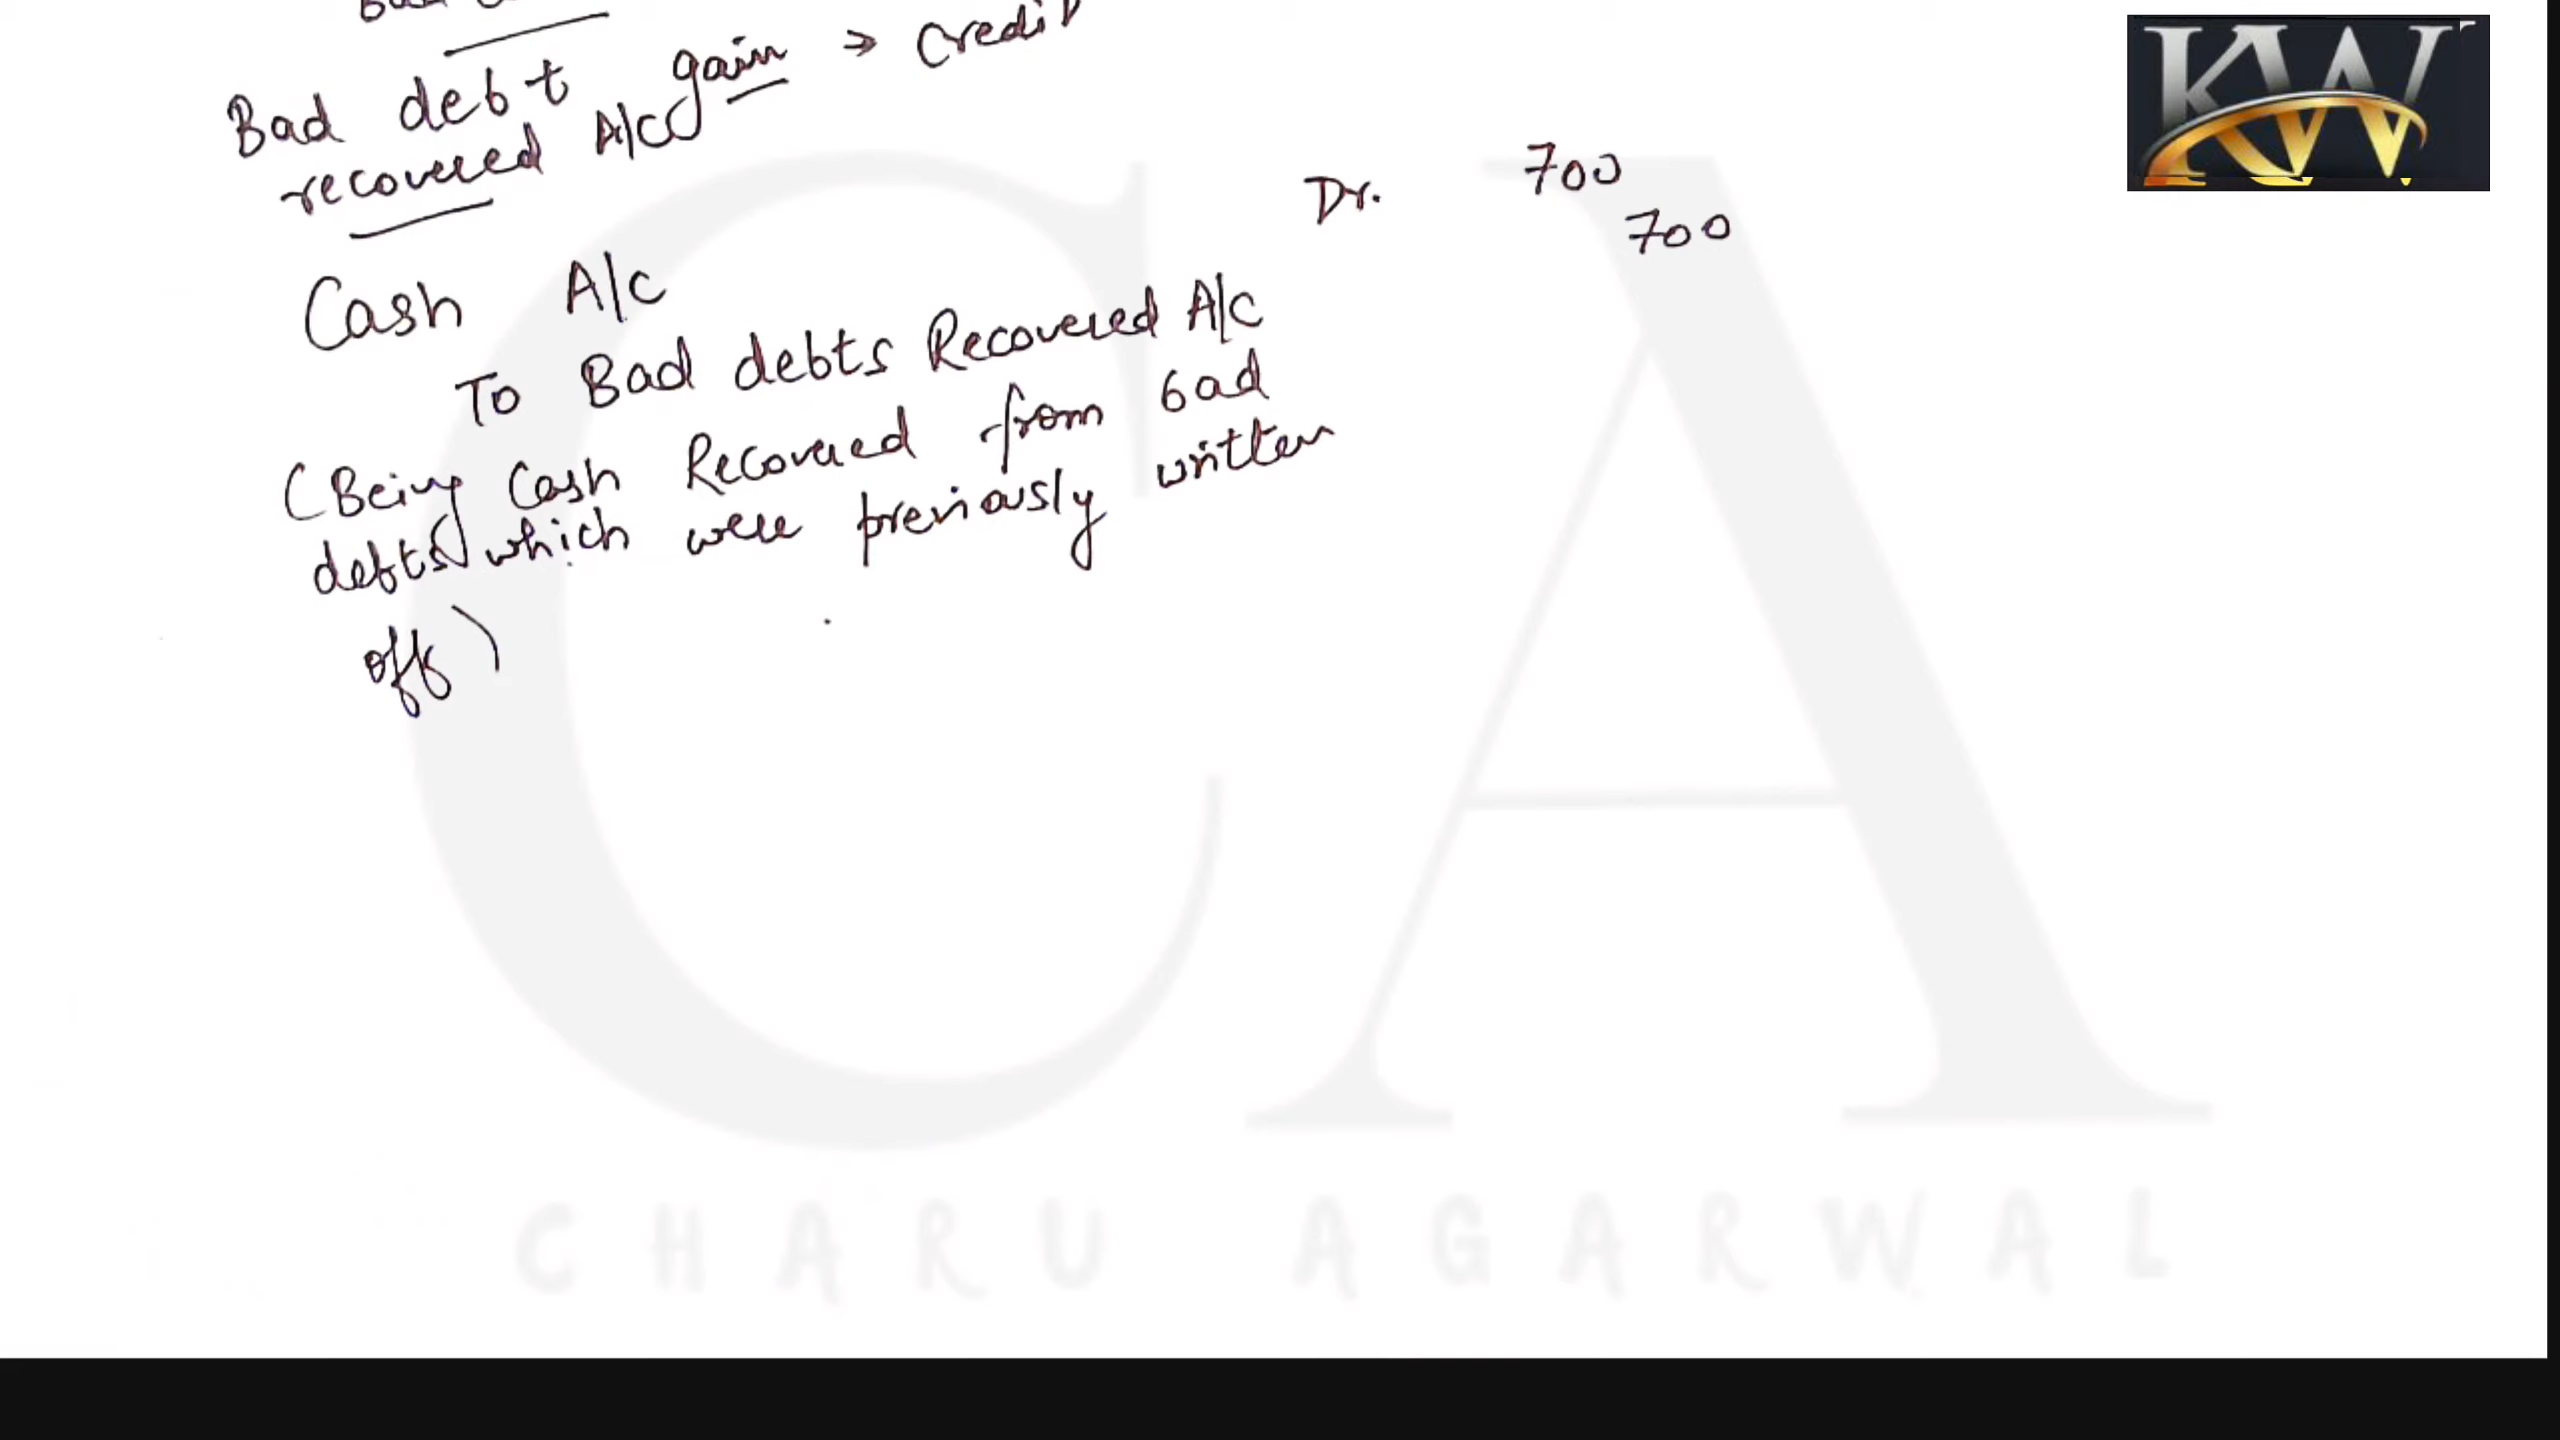 Bad debt gain → Credit
recovered A/c
Dr. 700
700
Cash A/c
To Bad debts Recovered A/c
(Being Cash Recovered from bad
debts which were previously written
off)
KW
CA
CHARU AGARWAL